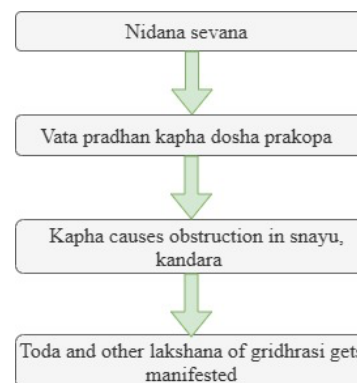 Nidana sevana
Vata pradhan kapha dosha prakopa
Kapha causes obstruction in snayu,
kandara
Toda and other lakshana of gridhrasi gets
manifested